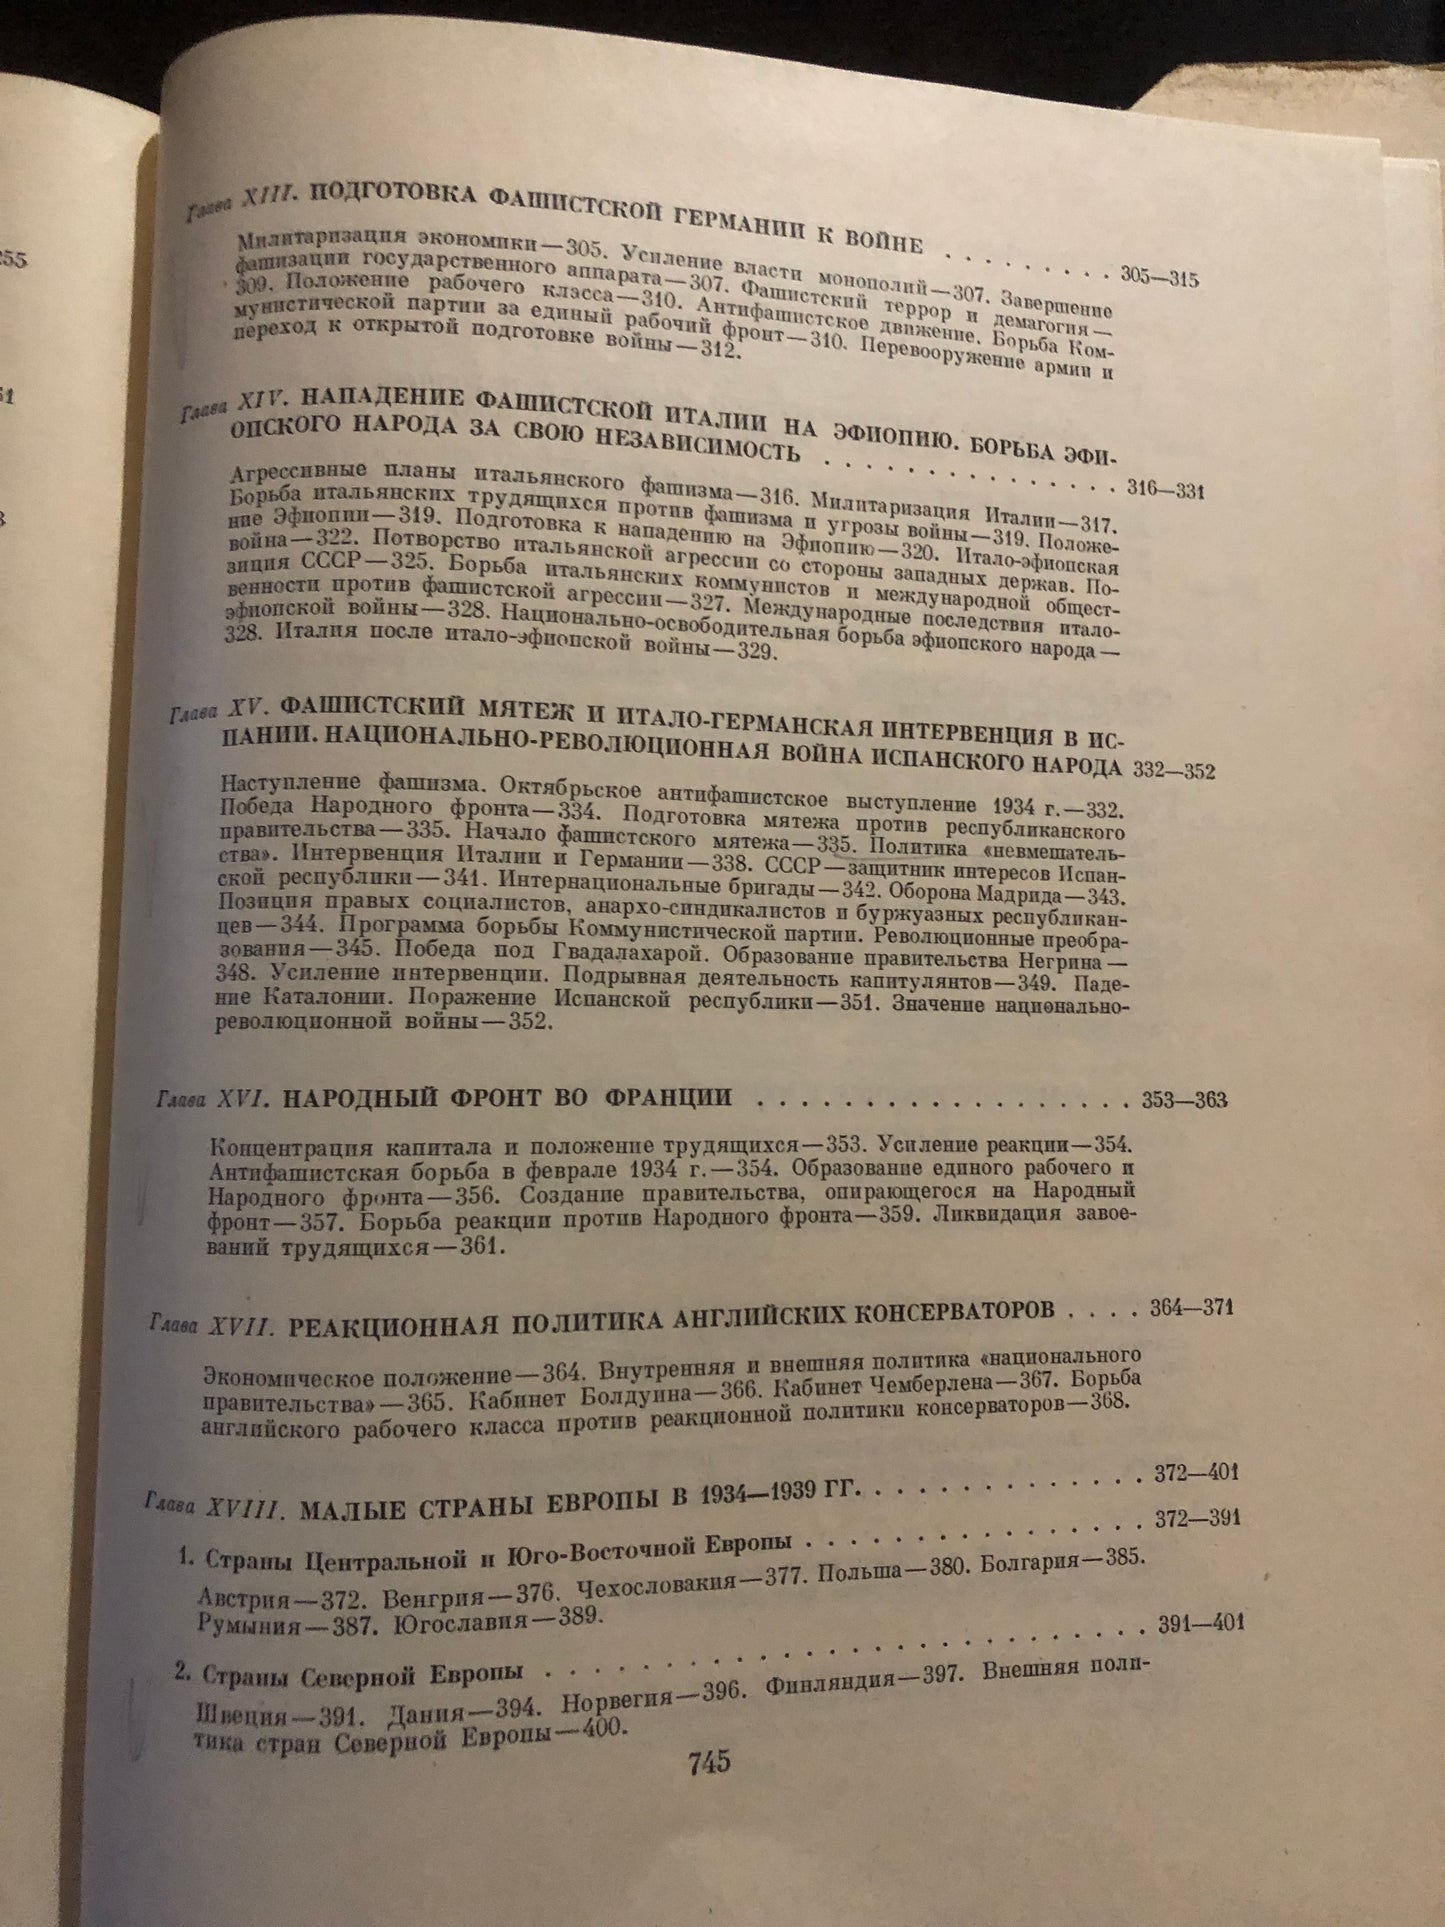 255
51
3
Глава XIII. ПОДГОТОВКА ФАШИСТСКОЙ ГЕРМАНИИ К ВОЙНЕ . . . . . . . . . 305—315
Милитаризация экономики—305. Усиление власти монополий—307. Завершение
фашизации государственного аппарата—307. Фашистский террор и демагогия—
309. Положение рабочего класса—310. Антифашистское движение. Борьба Ком-
мунистической партии за единый рабочий фронт—310. Перевооружение армии и
переход к открытой подготовке войны—312.
Глава XIV. НАПАДЕНИЕ ФАШИСТСКОЙ ИТАЛИИ НА ЭФИОПИЮ. БОРЬБА ЭФИ-
ОПСКОГО НАРОДА ЗА СВОЮ НЕЗАВИСИМОСТЬ . . . . . . . . . . . . . . 316—331
Агрессивные планы итальянского фашизма—316. Милитаризация Италии—317.
Борьба итальянских трудящихся против фашизма и угрозы войны—319. Положе-
ние Эфиопии—319. Подготовка к нападению на Эфиопию—320. Итало-эфиопская
война—322. Потворство итальянской агрессии со стороны западных держав. По-
зиция СССР—325. Борьба итальянских коммунистов и международной общест-
венности против фашистской агрессии—327. Международные последствия итало-
эфиопской войны—328. Национально-освободительная борьба эфиопского народа—
328. Италия после итало-эфиопской войны—329.
Глава XV. ФАШИСТСКИЙ МЯТЕЖ И ИТАЛО-ГЕРМАНСКАЯ ИНТЕРВЕНЦИЯ В ИС-
ПАНИИ. НАЦИОНАЛЬНО-РЕВОЛЮЦИОННАЯ ВОЙНА ИСПАНСКОГО НАРОДА 332—352
Наступление фашизма. Октябрьское антифашистское выступление 1934 г.—332.
Победа Народного фронта—334. Подготовка мятежа против республиканского
правительства—335. Начало фашистского мятежа—335. Политика «невмешатель-
ства». Интервенция Италии и Германии—338. СССР—защитник интересов Испан-
ской республики—341. Интернациональные бригады—342. Оборона Мадрида—343.
Позиция правых социалистов, анархо-синдикалистов и буржуазных республикан-
цев—344. Программа борьбы Коммунистической партии. Революционные преобра-
зования—345. Победа под Гвадалахарой. Образование правительства Негрина—
348. Усиление интервенции. Подрывная деятельность капитулянтов—349. Паде-
ние Каталонии. Поражение Испанской республики—351. Значение национально-
революционной войны—352.
Глава XVI. НАРОДНЫЙ ФРОНТ ВО ФРАНЦИИ . . . . . . . . . . . . . . . . . . 353—363
Концентрация капитала и положение трудящихся—353. Усиление реакции—354.
Антифашистская борьба в феврале 1934 г.—354. Образование единого рабочего и
Народного фронта—356. Создание правительства, опирающегося на Народный
фронт—357. Борьба реакции против Народного фронта—359. Ликвидация завое-
ваний трудящихся—361.
Глава XVII. РЕАКЦИОННАЯ ПОЛИТИКА АНГЛИЙСКИХ КОНСЕРВАТОРОВ . . . . 364—371
Экономическое положение—364. Внутренняя и внешняя политика «национального
правительства»—365. Кабинет Болдуина—366. Кабинет Чемберлена—367. Борьба
английского рабочего класса против реакционной политики консерваторов—368.
Глава XVIII. МАЛЫЕ СТРАНЫ ЕВРОПЫ В 1934—1939 ГГ. . . . . . . . . . . . . . 372—401
1. Страны Центральной и Юго-Восточной Европы . . . . . . . . . . . . . . . . 372—391
Австрия—372. Венгрия—376. Чехословакия—377. Польша—380. Болгария—385.
Румыния—387. Югославия—389.
2. Страны Северной Европы . . . . . . . . . . . . . . . . . . . . . . . . . . 391—401
Швеция—391. Дания—394. Норвегия—396. Финляндия—397. Внешняя поли-
тика стран Северной Европы—400.
745